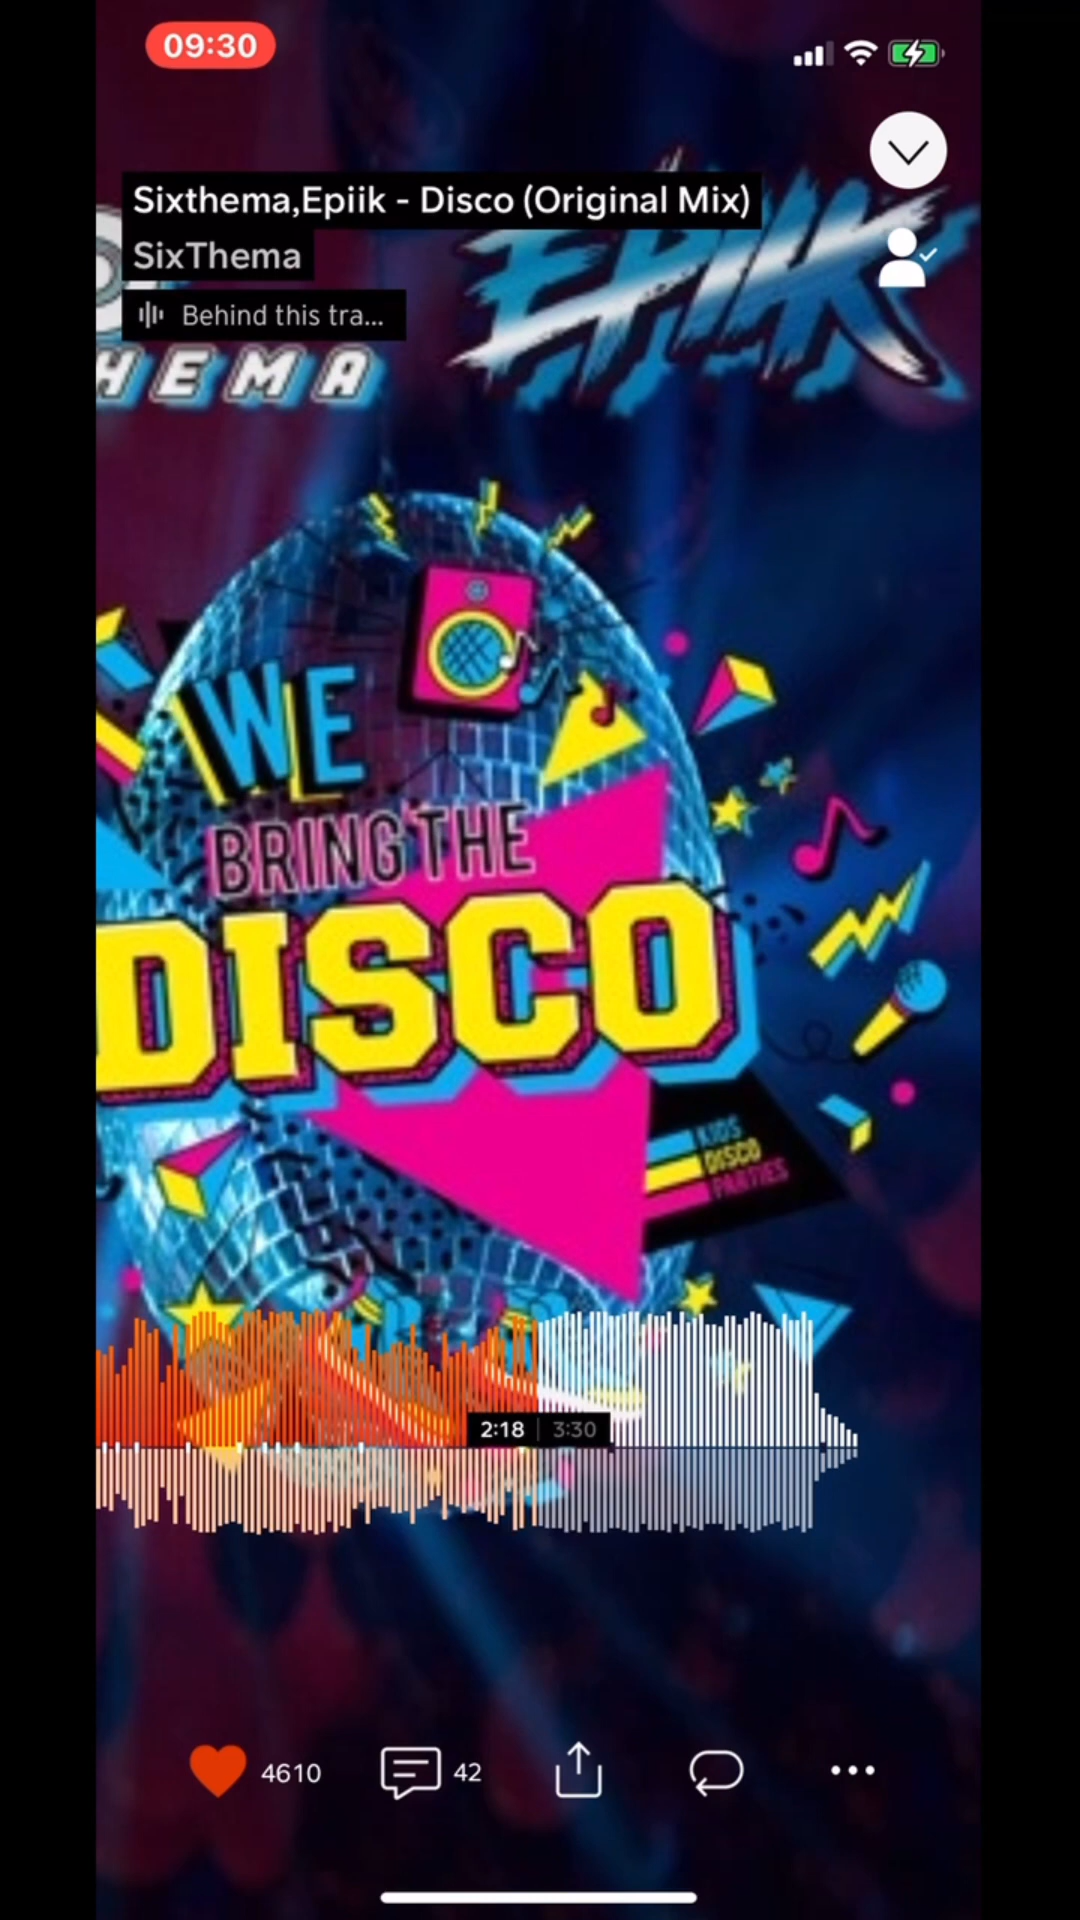 09:30
Sixthema,Epiik - Disco (Original Mix)
SixThema
Behind this tra...
EPIIK
HEMA
WE
BRING THE
DISCO
KIDS
DISCO
PARTIES
2:18 | 3:30
4610
42